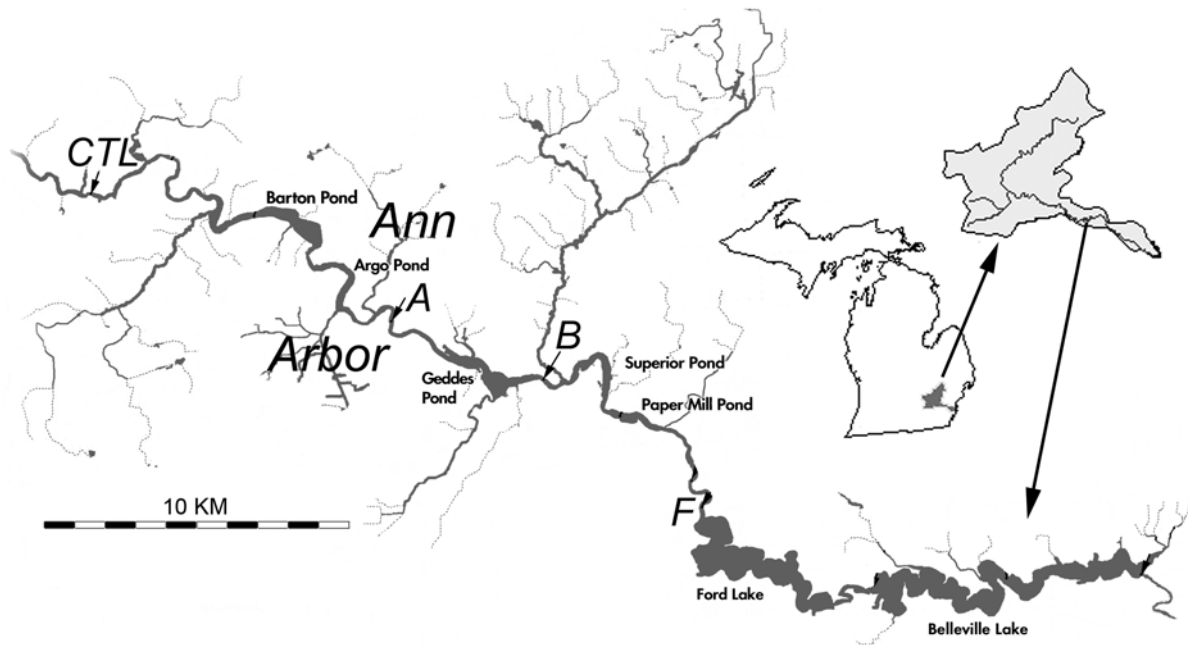 CTL
Barton Pond
Ann
Argo Pond
A
Arbor
B
Geddes
Pond
Superior Pond
Paper Mill Pond
10 KM
F
Ford Lake
Belleville Lake